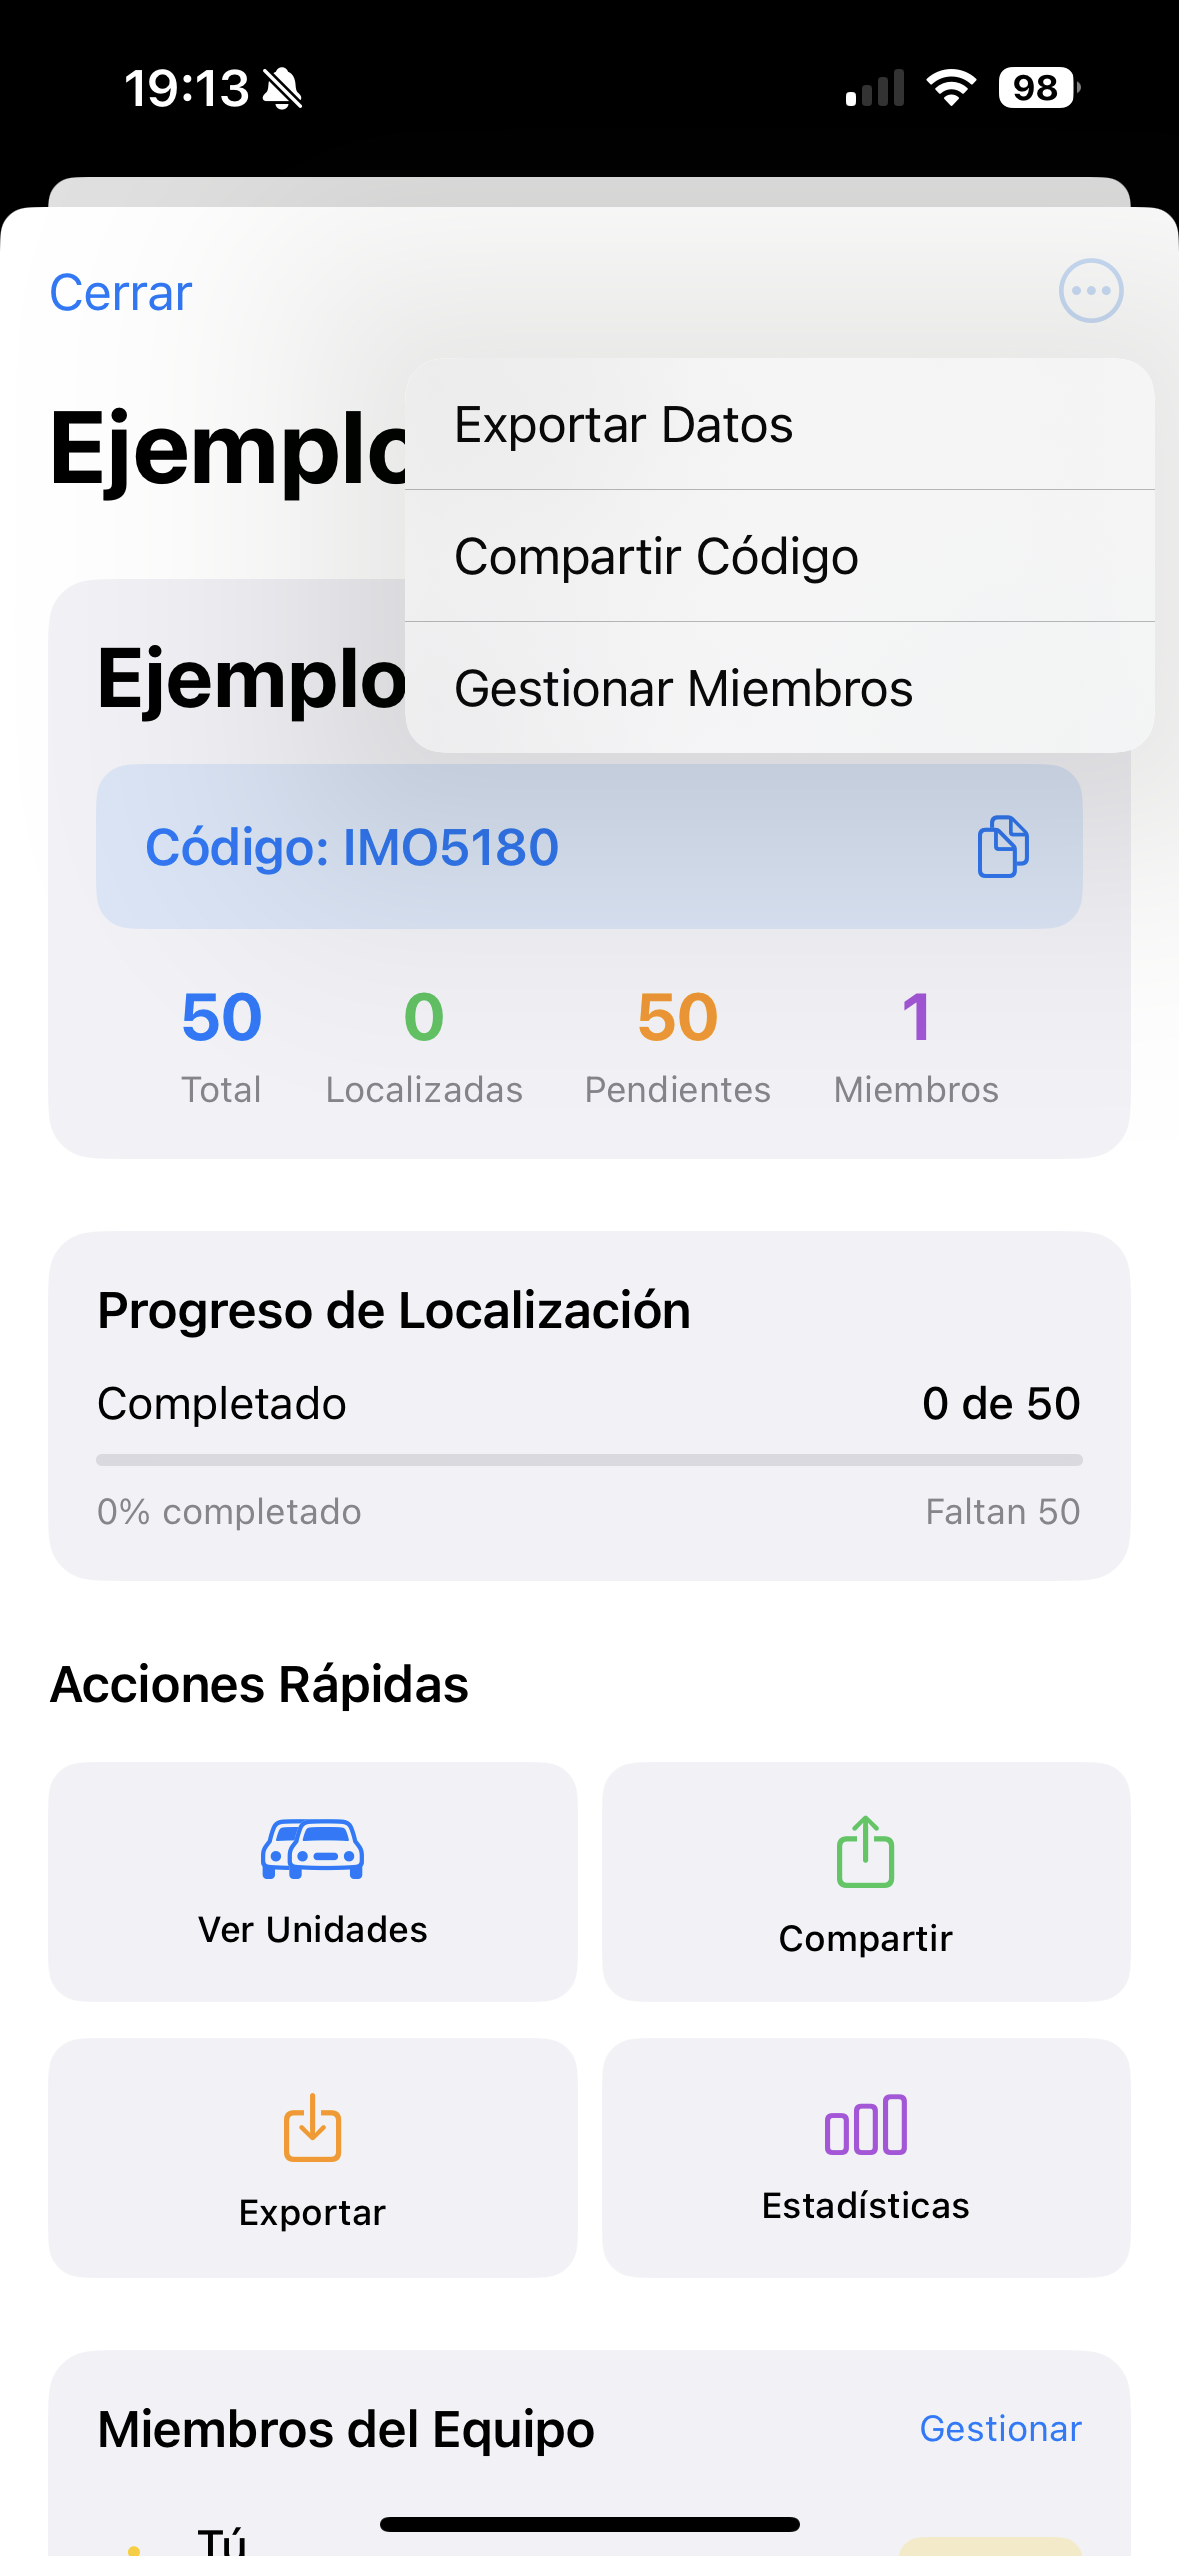 19:13
98
Cerrar
Exportar Datos
Ejemplo
Compartir Código
Ejemplo
Gestionar Miembros
Código: IMO5180
50 0 50 1
Total Localizadas Pendientes Miembros
Progreso de Localización
Completado 0 de 50
0% completado Faltan 50
Acciones Rápidas
Ver Unidades Compartir
Exportar Estadísticas
Miembros del Equipo Gestionar
Tú